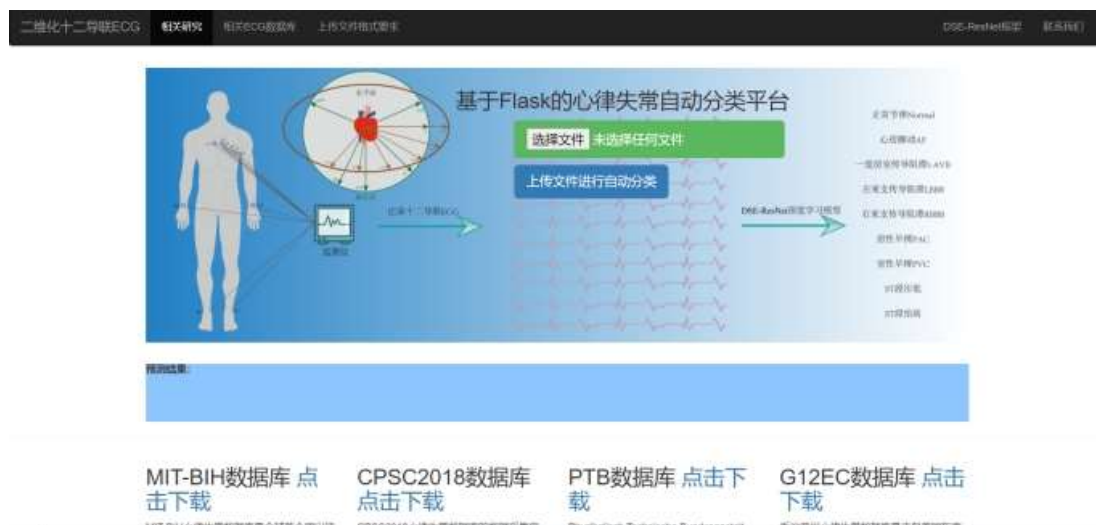 二维化十二导联ECG 相关研究 相关ECG数据库 上传文件格式要求 DSE-ResNet框架 联系我们
基于Flask的心律失常自动分类平台
选择文件 未选择任何文件
上传文件进行自动分类
正常节律Normal
心房颤动AF
一度房室传导阻滞I-AVB
左束支传导阻滞LBBB
右束支传导阻滞RBBB
房性早搏PAC
室性早搏PVC
ST段压低
ST段抬高
记录十二导联ECG
DSE-ResNet深度学习模型
预测结果:
MIT-BIH数据库 点
击下载
CPSC2018数据库
点击下载
PTB数据库 点击下
载
G12EC数据库 点击
下载